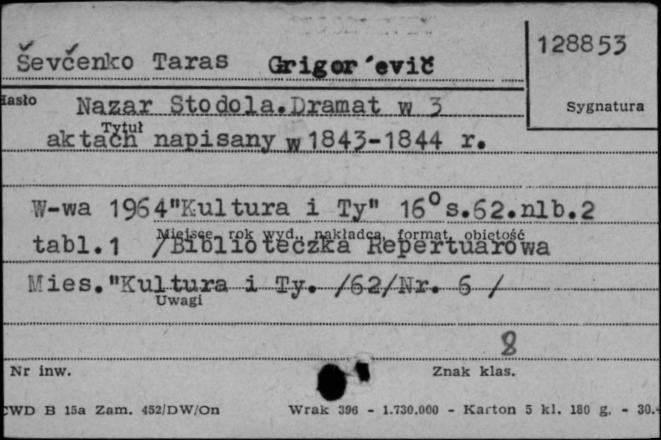 Ševčenko Taras Grigor´evič
128853
Hasło
Sygnatura
Nazar Stodola.Dramat w 3
Tytuł
aktach napisany w 1843-1844 r.
W-wa 1964"Kultura i Ty" 16° s.62.nlb.2
Miejsce, rok wyd., nakładca, format, objętość
tabl.1 /Biblioteczka Repertuarowa
Mies."Kultura i Ty. /62/Nr. 6 /
Uwagi
8
Nr inw.
Znak klas.
CWD B 15a Zam. 452/DW/On Wrak 396 - 1.730.000 - Karton 5 kl. 180 g. - 30.